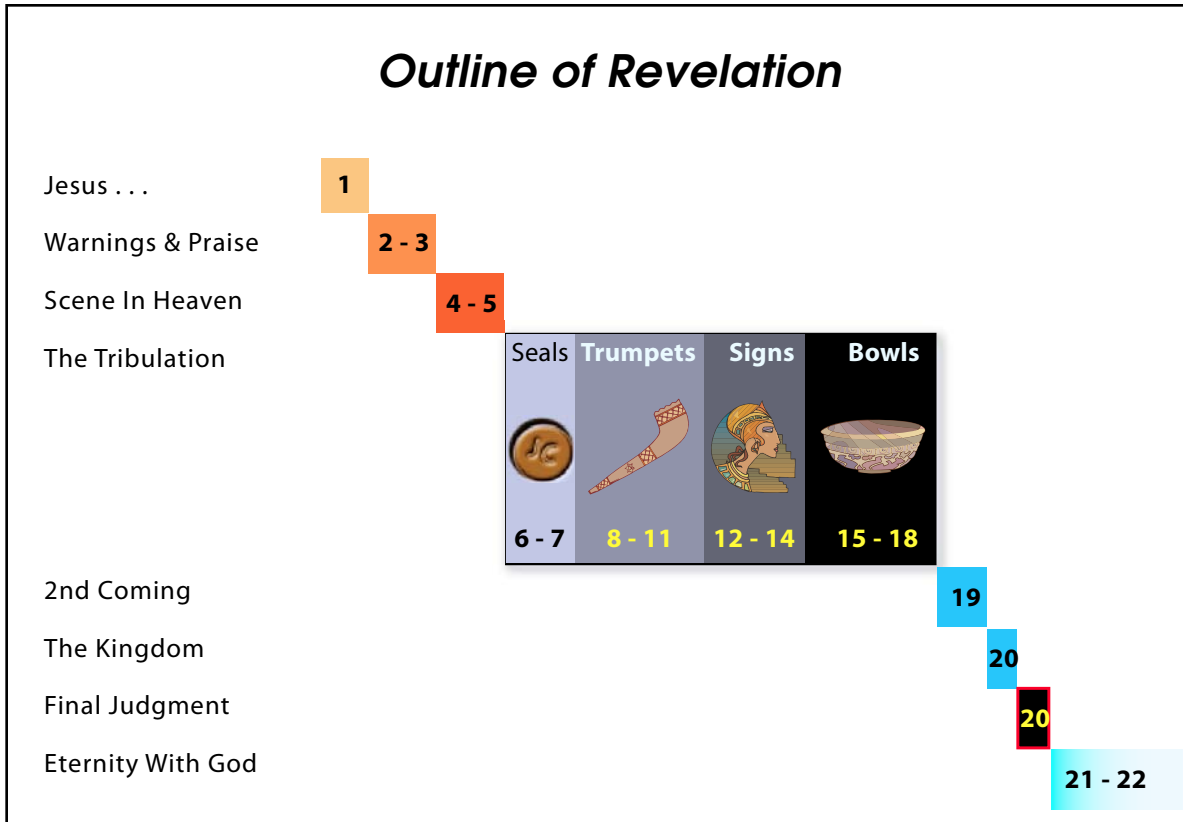 Outline of Revelation
Jesus . . . 1
Warnings & Praise 2 - 3
Scene In Heaven 4 - 5
The Tribulation Seals Trumpets Signs Bowls
6 - 7 8 - 11 12 - 14 15 - 18
2nd Coming 19
The Kingdom 20
Final Judgment 20
Eternity With God 21 - 22